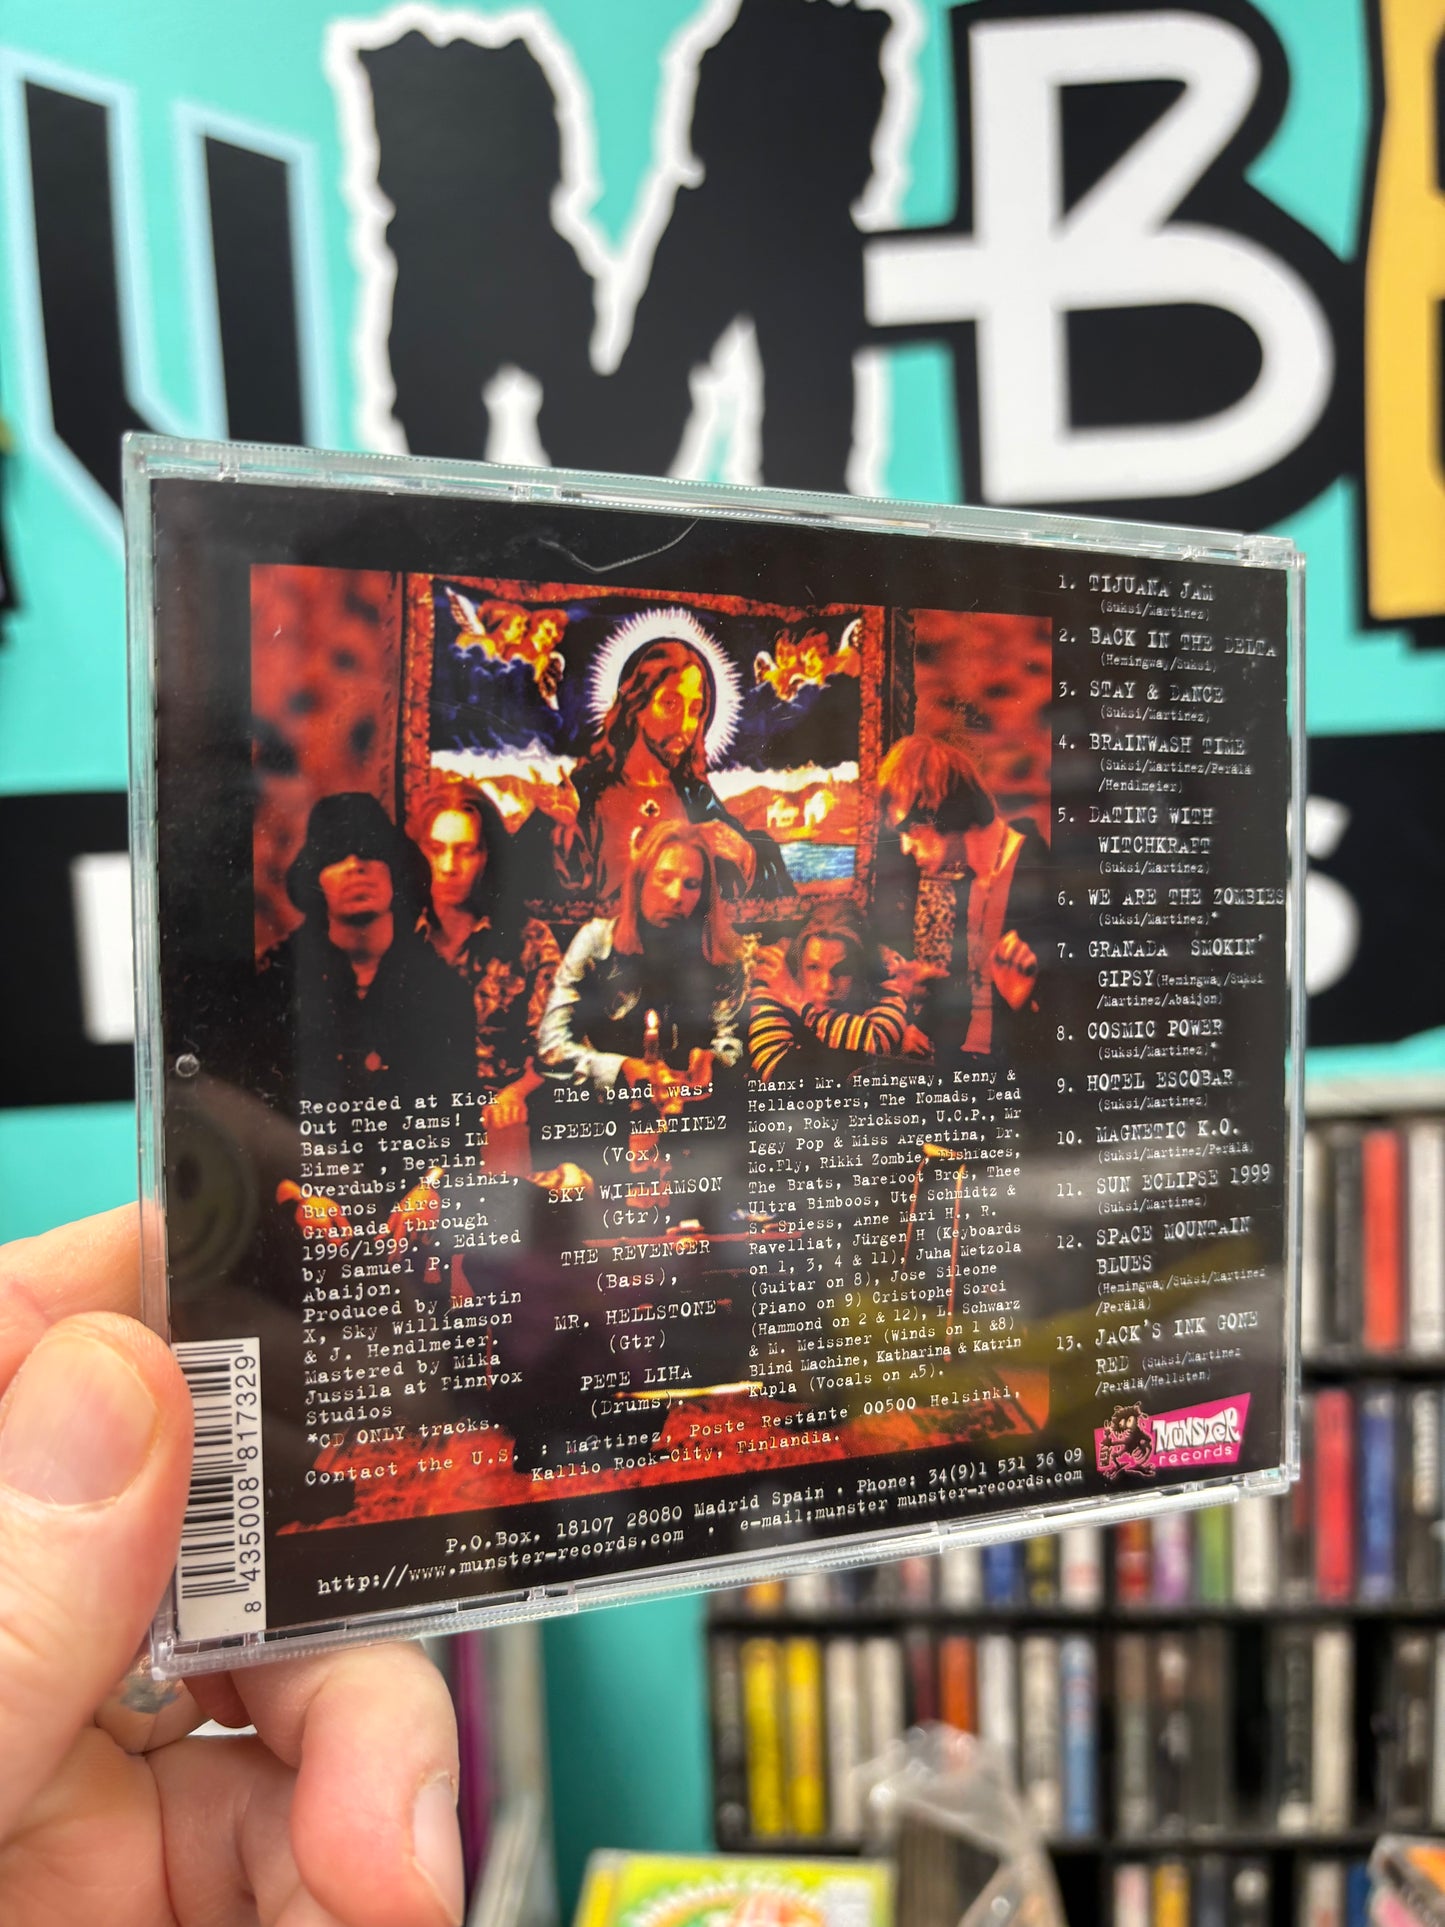 UMB
1. TIJUANA JAM
(Suksi/Martinez)
2. BACK IN THE DELTA
(Hemingway/Suksi)
3. STAY & DANCE
(Suksi/Martinez)
4. BRAINWASH TIME
(Suksi/Martinez/Perälä
/Hendlmeier)
5. DATING WITH
WITCHKRAFT
(Suksi/Martinez)
6. WE ARE THE ZOMBIES
(Suksi/Martinez)*
7. GRANADA SMOKIN'
GIPSY(Hemingway/Suksi
/Martinez/Abaijon)
8. COSMIC POWER
(Suksi/Martinez)*
9. HOTEL ESCOBAR
(Suksi/Martinez)
10. MAGNETIC K.O.
(Suksi/Martinez/Perälä)
11. SUN ECLIPSE 1999
(Suksi/Martinez)
12. SPACE MOUNTAIN
BLUES
(Hemingway/Suksi/Martinez
/Perälä)
13. JACK'S INK GONE
RED (Suksi/Martinez
/Perälä/Hellsten)
Recorded at Kick
Out The Jams! .
Basic tracks IM
Eimer , Berlin.
Overdubs: Helsinki,
Buenos Aires, .
Granada through
1996/1999. . Edited
by Samuel P.
Abaijon.
Produced by Martin
X, Sky Williamson
& J. Hendlmeier.
Mastered by Mika
Jussila at Finnvox
Studios
*CD ONLY tracks.
The band was:
SPEEDO MARTINEZ
(Vox),
SKY WILLIAMSON
(Gtr),
THE REVENGER
(Bass),
MR. HELLSTONE
(Gtr)
PETE LIHA
(Drums).
Thanx: Mr. Hemingway, Kenny &
Hellacopters, The Nomads, Dead
Moon, Roky Erickson, U.C.P., Mr
Iggy Pop & Miss Argentina, Dr.
Mc.Fly, Rikki Zombie, Fishfaces,
The Brats, Barefoot Bros, Thee
Ultra Bimboos, Ute Schmidtz &
S. Spiess, Anne Mari H., R.
Ravelliat, Jürgen H (Keyboards
on 1, 3, 4 & 11), Juha Metzola
(Guitar on 8), Jose Sileone
(Piano on 9) Cristophe Sorci
(Hammond on 2 & 12), L. Schwarz
& M. Meissner (Winds on 1 &8)
Blind Machine, Katharina & Katrin
Kupla (Vocals on A5).
Contact the U.S. : Martinez, Poste Restante 00500 Helsinki,
Kallio Rock-City, Finlandia.
MUNSTER
records
P.O.Box. 18107 28080 Madrid Spain . Phone: 34(9)1 531 36 09
http://www.munster-records.com . e-mail:munster munster-records.com
8 435008 817329